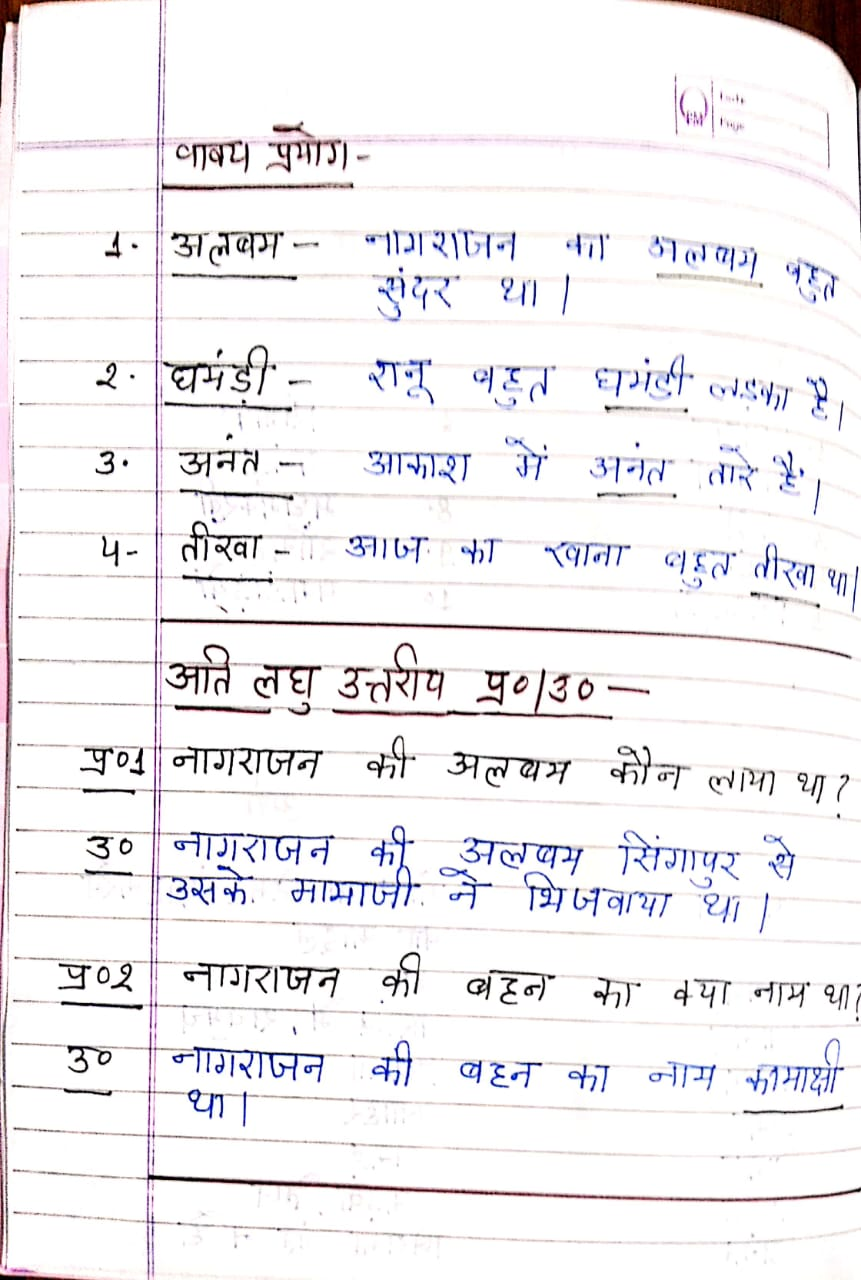 वाक्य प्रयोग-
1. अलबम - नागराजन का अलबम बहुत
सुंदर था।
२. घमंडी - रानू बहुत घमंडी लड़का है।
3. अनंत - आकाश में अनंत तारे हैं।
4- तीखा - आज का खाना बहुत तीखा था।
अति लघु उत्तरीय प्र०/उ०-
प्र०1 नागराजन की अलबम कौन लाया था?
उ० नागराजन की अलबम सिंगापुर से
उसके मामाजी ने भिजवाया था।
प्र०२ नागराजन की बहन का क्या नाम था?
उ० नागराजन की बहन का नाम कामाक्षी
था।